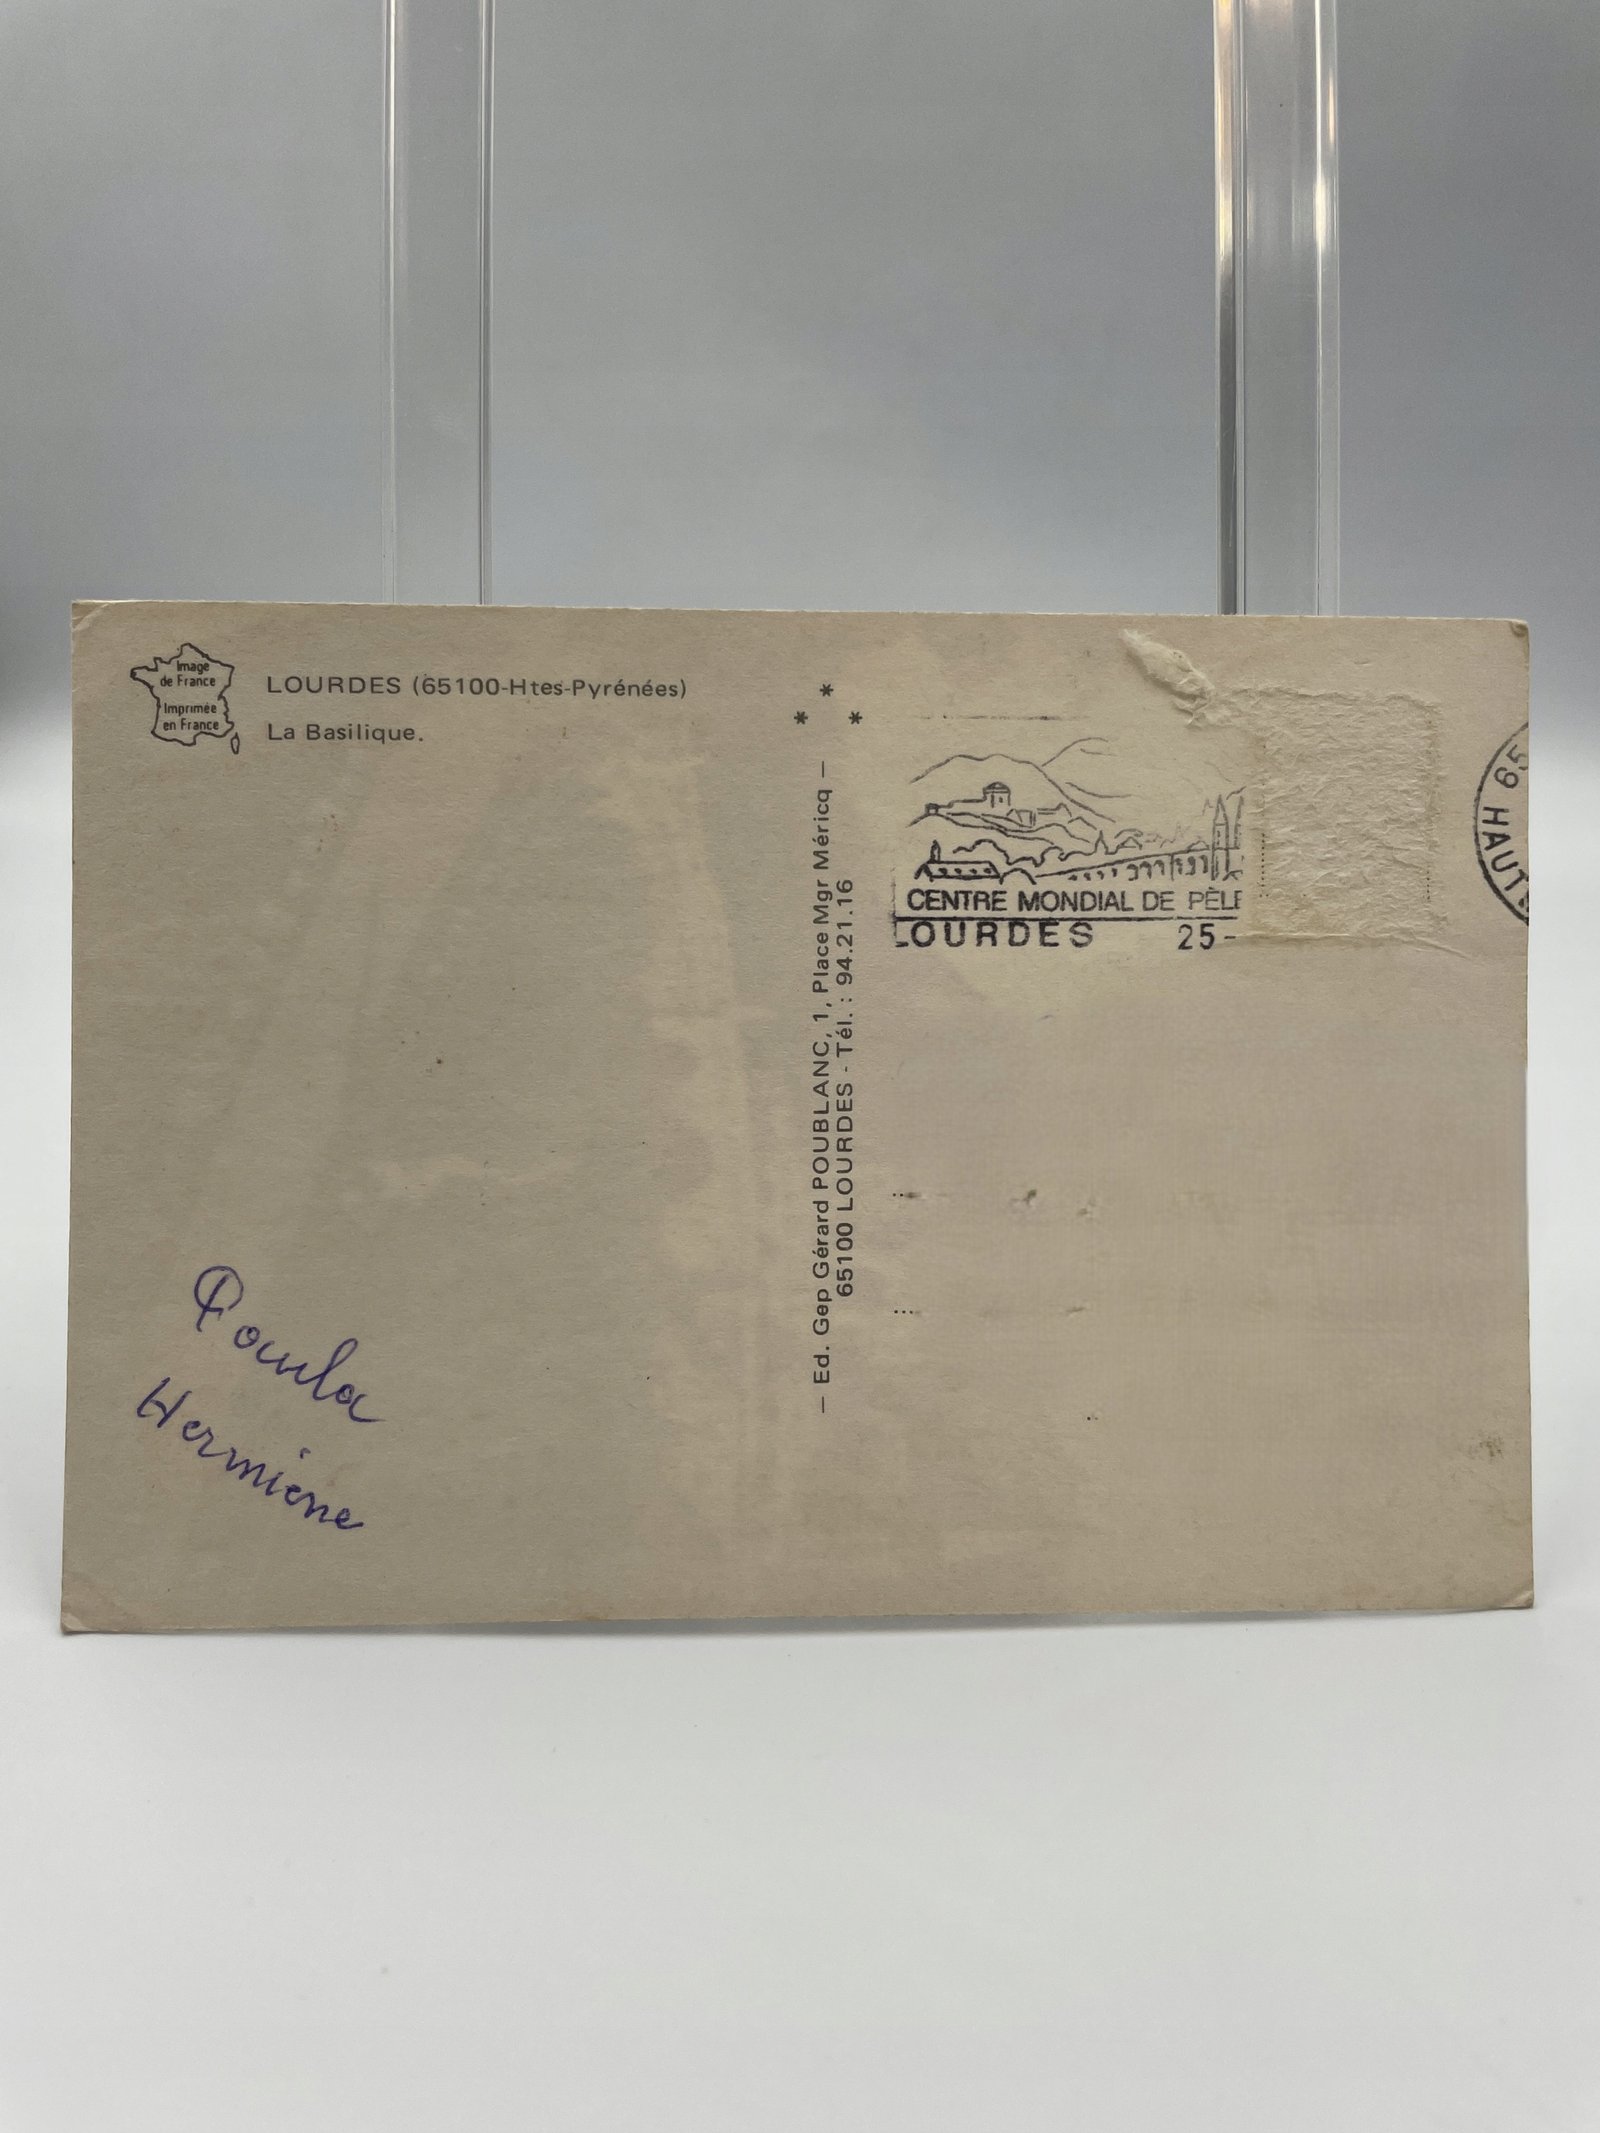 Image
de France
Imprimée
en France
LOURDES (65100-Htes-Pyrénées)
La Basilique.
* * *
— Ed. Gep Gérard POUBLANC, 1, Place Mgr Méricq —
65100 LOURDES - Tél. : 94.21.16
CENTRE MONDIAL DE PÈLE
LOURDES 25-
65 HAUT
Paula
Hermiene